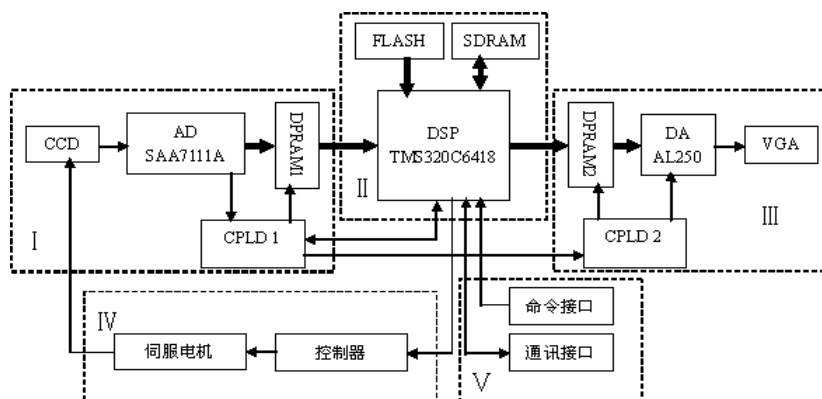 FLASH
SDRAM
CCD
AD
SAA7111A
DPRAM1
DSP
TMS320C6418
DPRAM2
DA
AL250
VGA
II
I
CPLD 1
CPLD 2
III
IV
伺服电机
控制器
命令接口
通讯接口
V